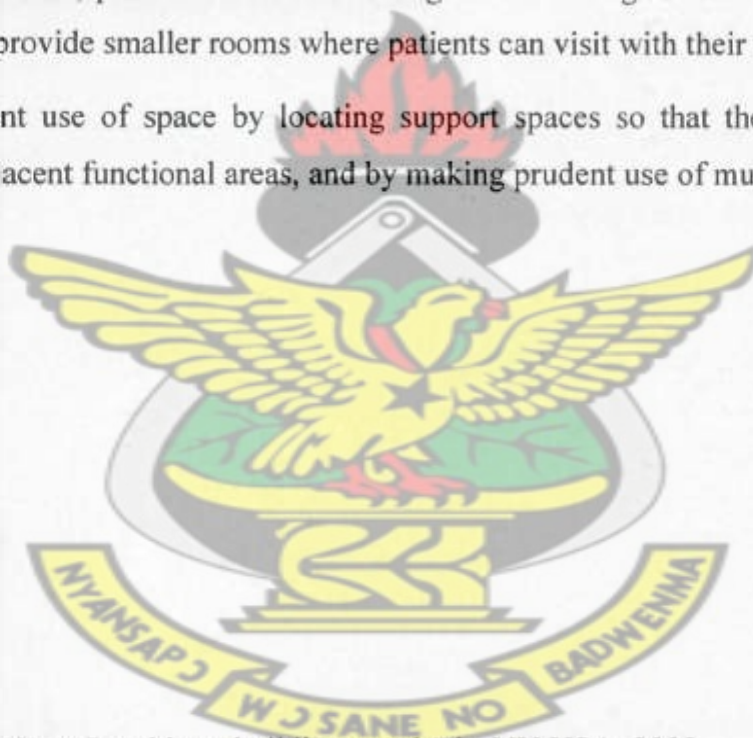 provide smaller rooms where patients can visit with their
nt use of space by locating support spaces so that the
acent functional areas, and by making prudent use of mu
NYANSAPƆ
WƆSANE NO
BADWENMA